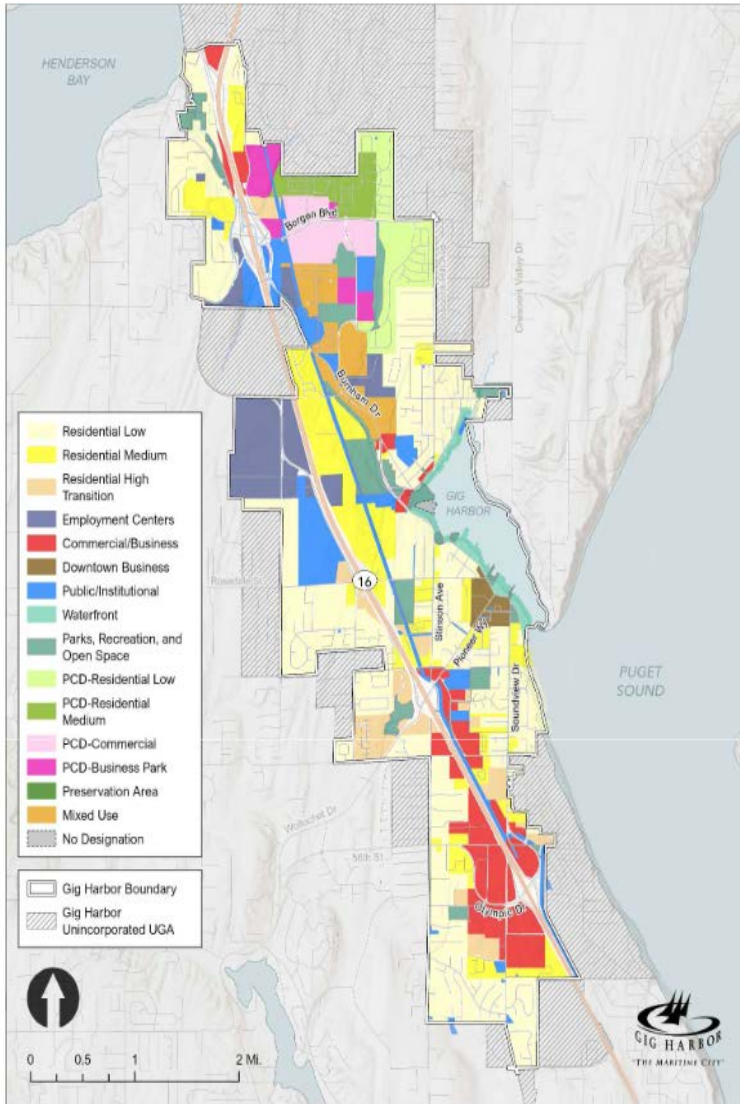 HENDERSON
BAY
Borgen Blvd
Crescent Valley Dr
Burnham Dr
GIG
HARBOR
Rosedale St
16
Stinson Ave
Pioneer Wy
Soundview Dr
PUGET
SOUND
Wollochet Dr
56th St
Olympic Dr
Residential Low
Residential Medium
Residential High
Transition
Employment Centers
Commercial/Business
Downtown Business
Public/Institutional
Waterfront
Parks, Recreation, and
Open Space
PCD-Residential Low
PCD-Residential
Medium
PCD-Commercial
PCD-Business Park
Preservation Area
Mixed Use
No Designation
Gig Harbor Boundary
Gig Harbor
Unincorporated UGA
0 0.5 1 2 Mi.
GIG HARBOR
"THE MARITIME CITY"